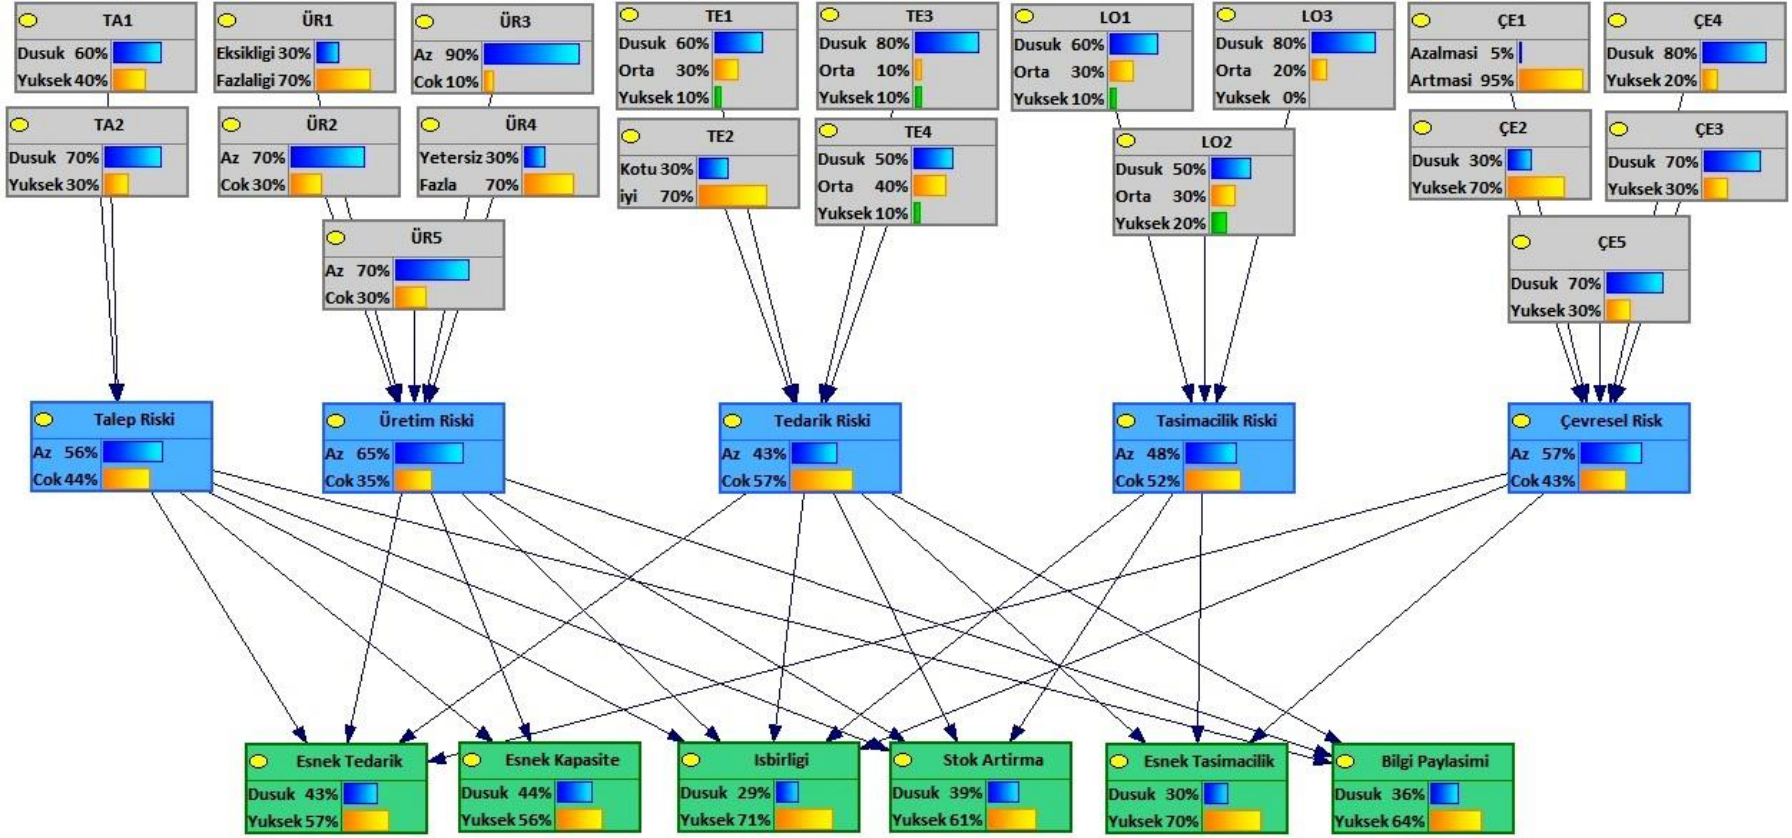 TA1
Dusuk 60%
Yuksek 40%
ÜR1
Eksikligi 30%
Fazlaligi 70%
ÜR3
Az 90%
Cok 10%
TE1
Dusuk 60%
Orta 30%
Yuksek 10%
TE3
Dusuk 80%
Orta 10%
Yuksek 10%
LO1
Dusuk 60%
Orta 30%
Yuksek 10%
LO3
Dusuk 80%
Orta 20%
Yuksek 0%
ÇE1
Azalmasi 5%
Artmasi 95%
ÇE4
Dusuk 80%
Yuksek 20%
TA2
Dusuk 70%
Yuksek 30%
ÜR2
Az 70%
Cok 30%
ÜR4
Yetersiz 30%
Fazla 70%
TE2
Kotu 30%
iyi 70%
TE4
Dusuk 50%
Orta 40%
Yuksek 10%
LO2
Dusuk 50%
Orta 30%
Yuksek 20%
ÇE2
Dusuk 30%
Yuksek 70%
ÇE3
Dusuk 70%
Yuksek 30%
ÜR5
Az 70%
Cok 30%
ÇE5
Dusuk 70%
Yuksek 30%
Talep Riski
Az 56%
Cok 44%
Üretim Riski
Az 65%
Cok 35%
Tedarik Riski
Az 43%
Cok 57%
Tasimacilik Riski
Az 48%
Cok 52%
Çevresel Risk
Az 57%
Cok 43%
Esnek Tedarik
Dusuk 43%
Yuksek 57%
Esnek Kapasite
Dusuk 44%
Yuksek 56%
Isbirligi
Dusuk 29%
Yuksek 71%
Stok Artirma
Dusuk 39%
Yuksek 61%
Esnek Tasimacilik
Dusuk 30%
Yuksek 70%
Bilgi Paylasimi
Dusuk 36%
Yuksek 64%